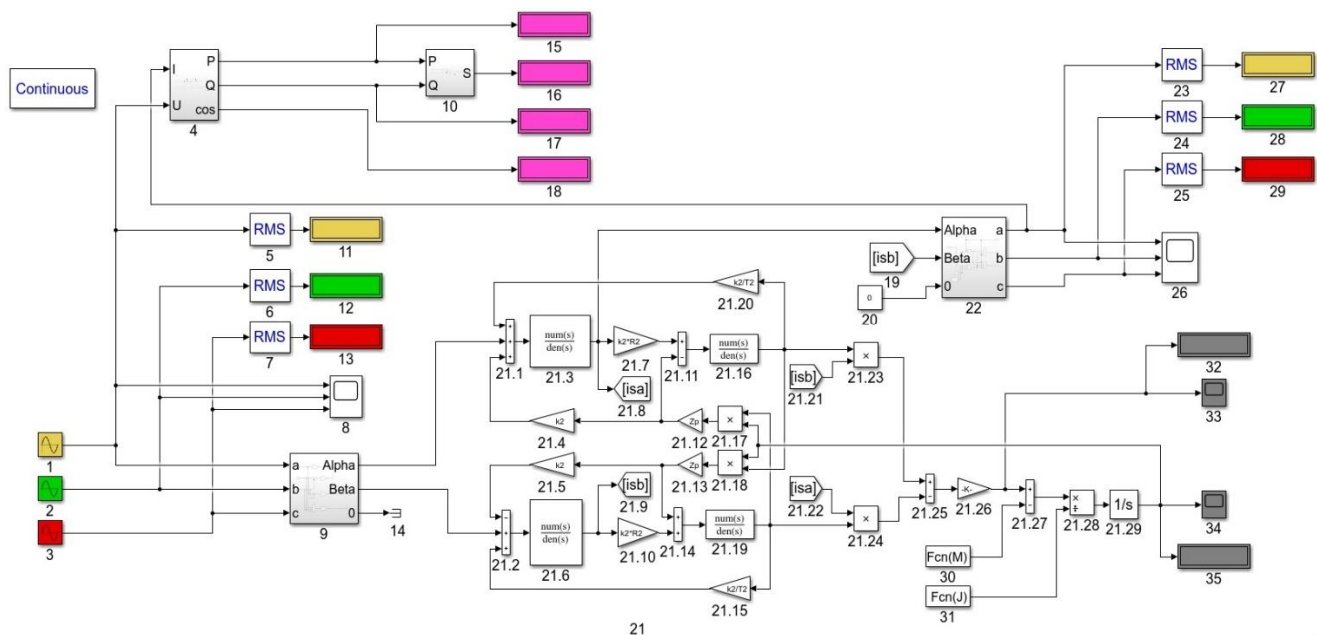 15
P
I
Q
U
cos
4
P
S
Q
10
16
17
18
Continuous
RMS
23
27
RMS
24
28
RMS
25
29
RMS
5
11
RMS
6
12
RMS
7
13
8
1
2
3
a
Alpha
b
Beta
c
0
9
14
Alpha
a
Beta
b
0
c
22
[isb]
19
0
20
26
k2/T2
21.20
+
+
+
21.1
num(s)
den(s)
21.3
k2*R2
21.7
+
-
21.11
num(s)
den(s)
21.16
[isa]
21.8
[isb]
21.21
×
21.23
k2
21.4
Zp
21.12
×
21.17
k2
21.5
Zp
21.13
×
21.18
[isb]
21.9
-
+
+
21.2
num(s)
den(s)
21.6
k2*R2
21.10
+
+
21.14
num(s)
den(s)
21.19
k2/T2
21.15
[isa]
21.22
×
21.24
+
-
21.25
-K-
21.26
+
-
21.27
×
÷
21.28
1/s
21.29
Fcn(M)
30
Fcn(J)
31
32
33
34
35
21